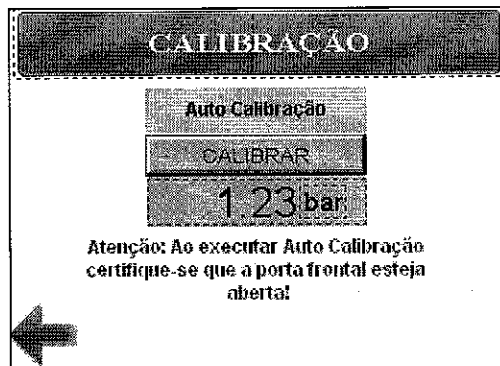 CALIBRAÇÃO
Auto Calibração
CALIBRAR
1.23 bar
Atenção: Ao executar Auto Calibração
certifique-se que a porta frontal esteja
aberta!